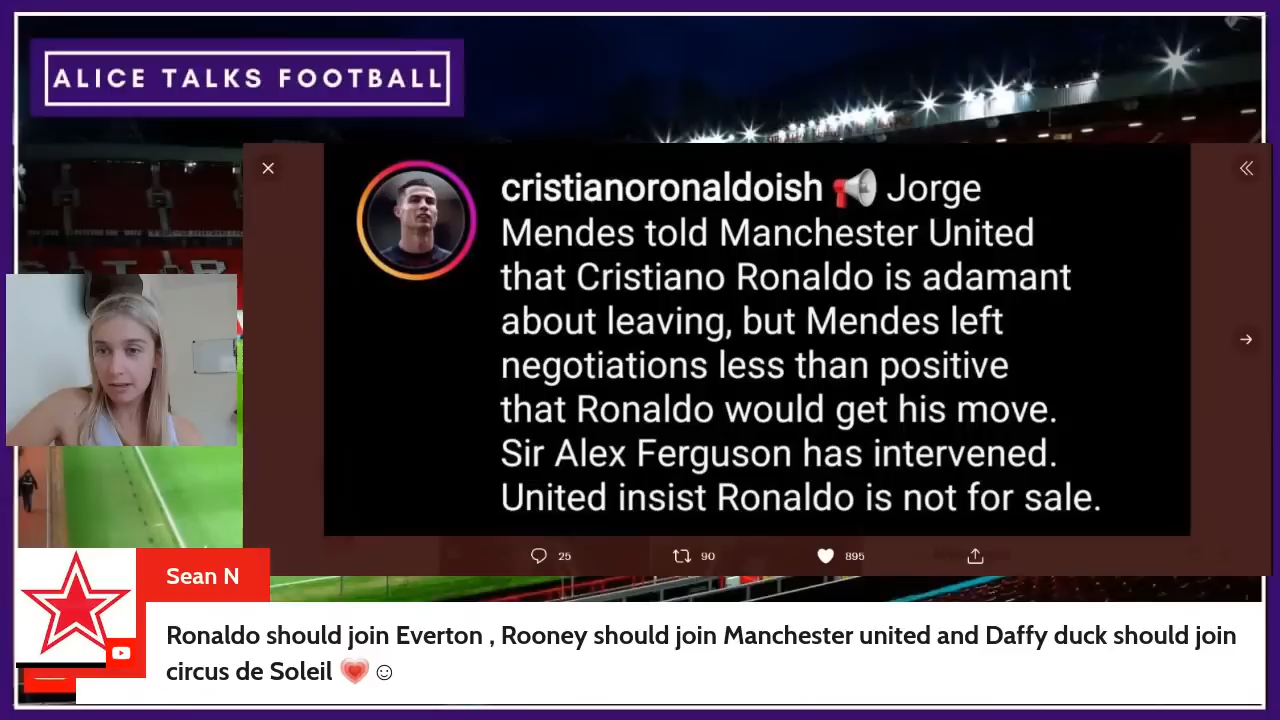 ALICE TALKS FOOTBALL
cristianoronaldoish 📢 Jorge
Mendes told Manchester United
that Cristiano Ronaldo is adamant
about leaving, but Mendes left
negotiations less than positive
that Ronaldo would get his move.
Sir Alex Ferguson has intervened.
United insist Ronaldo is not for sale.
25 90 895
Sean N
Ronaldo should join Everton , Rooney should join Manchester united and Daffy duck should join
circus de Soleil 💗☺